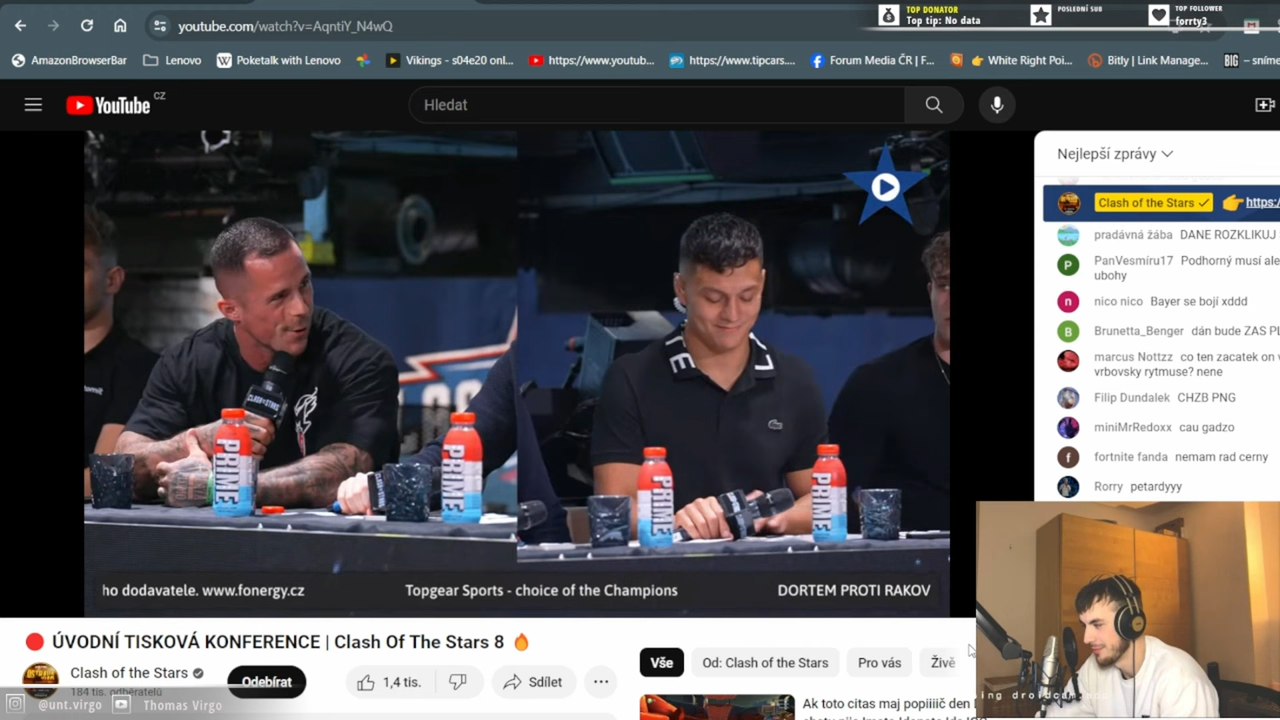 youtube.com/watch?v=AqntiY_N4wQ
TOP DONATOR
Top tip: No data
POSLEDNÍ SUB
TOP FOLLOWER
forrty3
AmazonBrowserBar
Lenovo
Poketalk with Lenovo
Vikings - s04e20 onl...
https://www.youtub...
https://www.tipcars....
Forum Media ČR | F...
White Right Poi...
Bitly | Link Manage...
BIG
YouTube CZ
Hledat
Nejlepší zprávy
Clash of the Stars
https:/
pradávná žába DANE ROZKLIKUJ
PanVesmíru17 Podhorný musí ale
ubohy
nico nico Bayer se bojí xddd
Brunetta_Benger dán bude ZAS
marcus Nottzz co ten zacatek on
vrbovsky rytmuse? nene
Filip Dundalek CHZB PNG
miniMrRedoxx cau gadzo
fortnite fanda nemam rad cerny
Rorry petardyyy
PRIME
PRIME
PRIME
PRIME
ho dodavatele. www.fonergy.cz
Topgear Sports - choice of the Champions
DORTEM PROTI RAKOV
ÚVODNÍ TISKOVÁ KONFERENCE | Clash Of The Stars 8
Clash of the Stars
184 tis. odběratelů
Odebírat
1,4 tis.
Sdílet
Vše
Od: Clash of the Stars
Pro vás
Živě
Ak toto citas maj popiiič den
@unt.virgo
Thomas Virgo